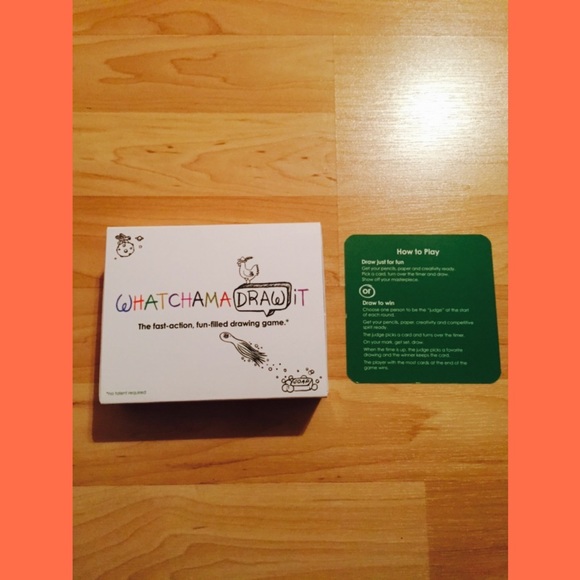 WHATCHAMADRAWIT
The fast-action, fun-filled drawing game.*
SOAP
*No talent required
How to Play
Draw just for fun
Get your pencils, paper and creativity ready.
Pick a card, turn over the timer and draw.
Show off your masterpiece.
or
Draw to win
Choose one person to be the "judge" at the start
of each round.
Get your pencils, paper, creativity and competitive
spirit ready.
The judge picks a card and turns over the timer.
On your mark, get set, draw.
When the time is up, the judge picks a favorite
drawing and the winner keeps the card.
The player with the most cards at the end of the
game wins.